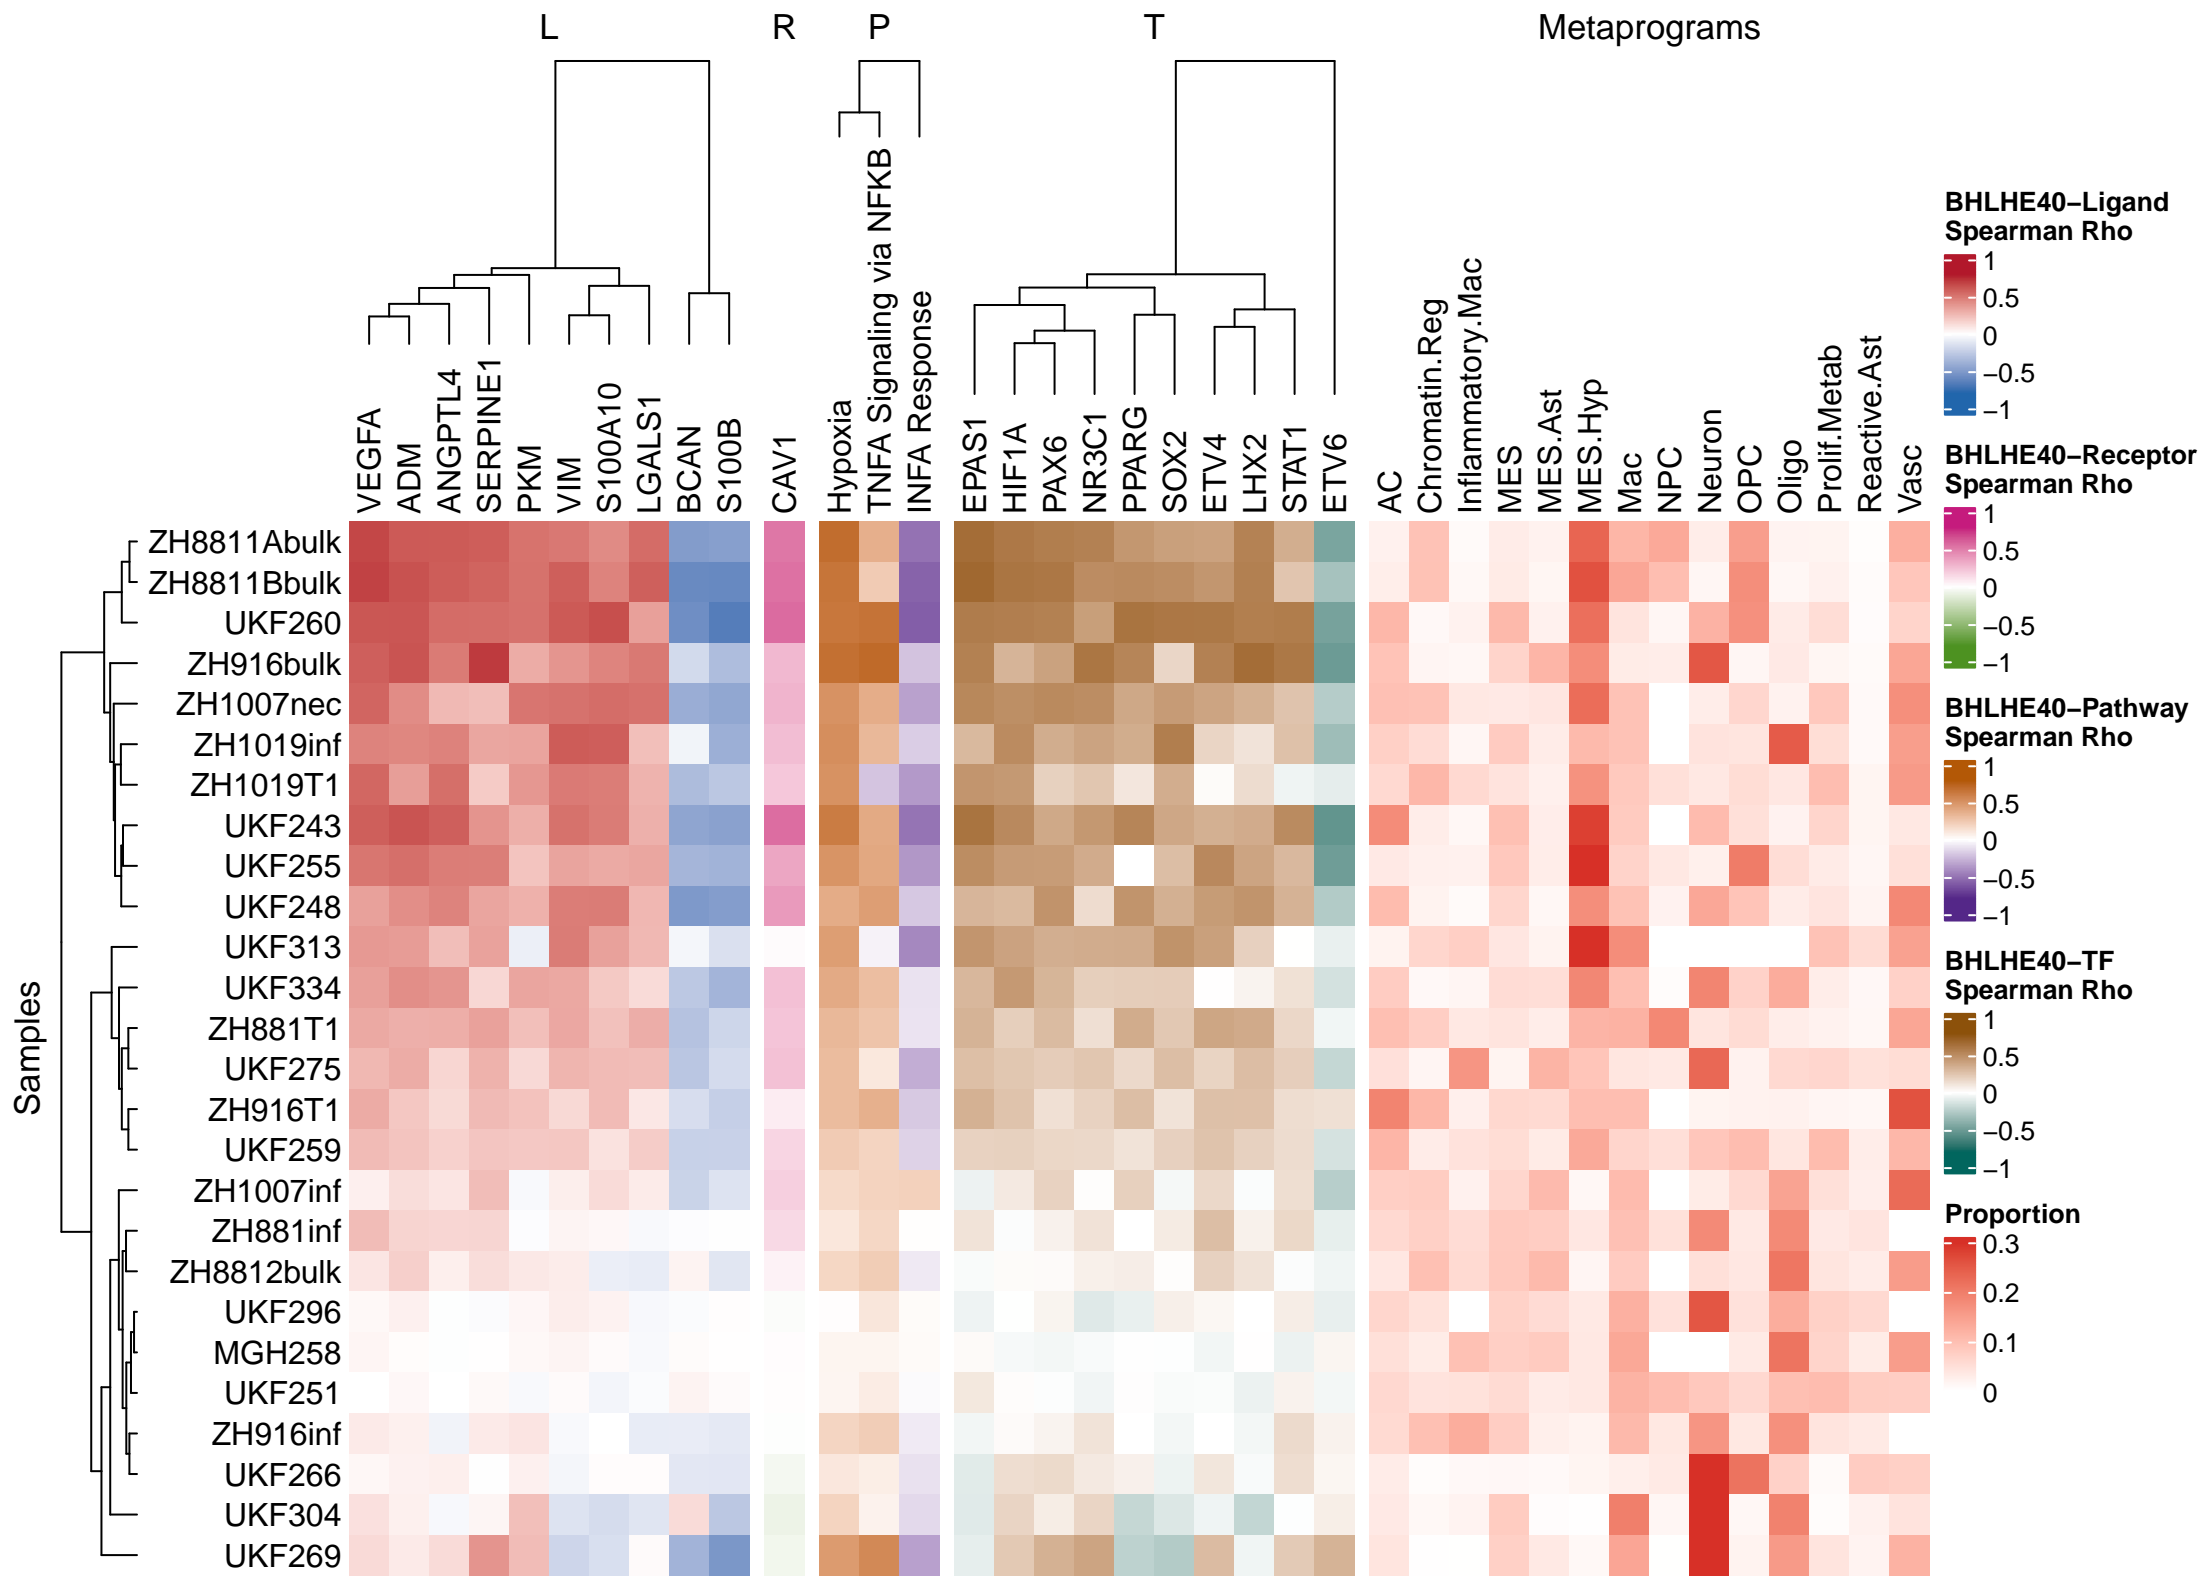 L R P T Metaprograms
VEGFA
ADM
ANGPTL4
SERPINE1
PKM
VIM
S100A10
LGALS1
BCAN
S100B
CAV1
Hypoxia
TNFA Signaling via NFKB
INFA Response
EPAS1
HIF1A
PAX6
NR3C1
PPARG
SOX2
ETV4
LHX2
STAT1
ETV6
AC
Chromatin.Reg
Inflammatory.Mac
MES
MES.Ast
MES.Hyp
Mac
NPC
Neuron
OPC
Oligo
Prolif.Metab
Reactive.Ast
Vasc
Samples
ZH8811Abulk
ZH8811Bbulk
UKF260
ZH916bulk
ZH1007nec
ZH1019inf
ZH1019T1
UKF243
UKF255
UKF248
UKF313
UKF334
ZH881T1
UKF275
ZH916T1
UKF259
ZH1007inf
ZH881inf
ZH8812bulk
UKF296
MGH258
UKF251
ZH916inf
UKF266
UKF304
UKF269
BHLHE40−Ligand
Spearman Rho
1
0.5
0
−0.5
−1
BHLHE40−Receptor
Spearman Rho
1
0.5
0
−0.5
−1
BHLHE40−Pathway
Spearman Rho
1
0.5
0
−0.5
−1
BHLHE40−TF
Spearman Rho
1
0.5
0
−0.5
−1
Proportion
0.3
0.2
0.1
0